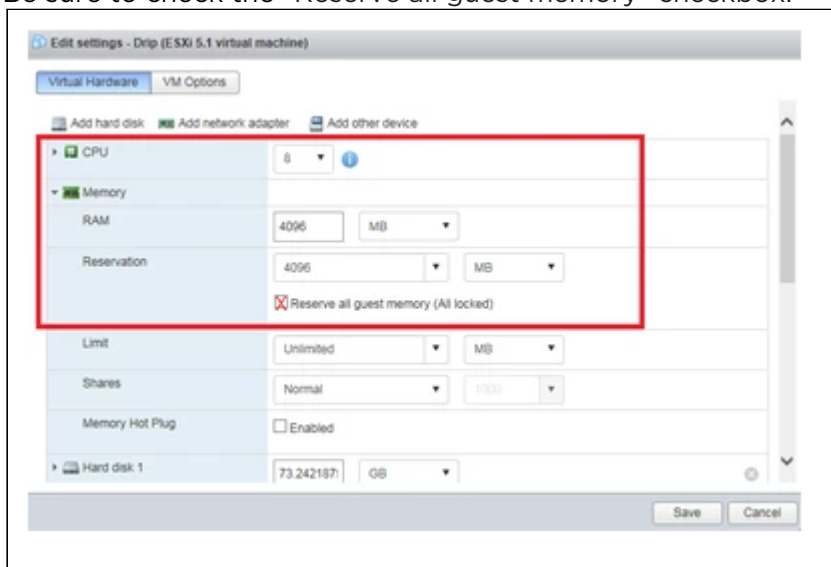 Be sure to check the "Reserve all guest memory" checkbox.
Edit settings - Drip (ESXi 5.1 virtual machine)
Virtual Hardware VM Options
Add hard disk Add network adapter Add other device
CPU 8
Memory
RAM 4096 MB
Reservation 4096 MB
Reserve all guest memory (All locked)
Limit Unlimited MB
Shares Normal 1000
Memory Hot Plug Enabled
Hard disk 1 73.242187 GB
Save Cancel